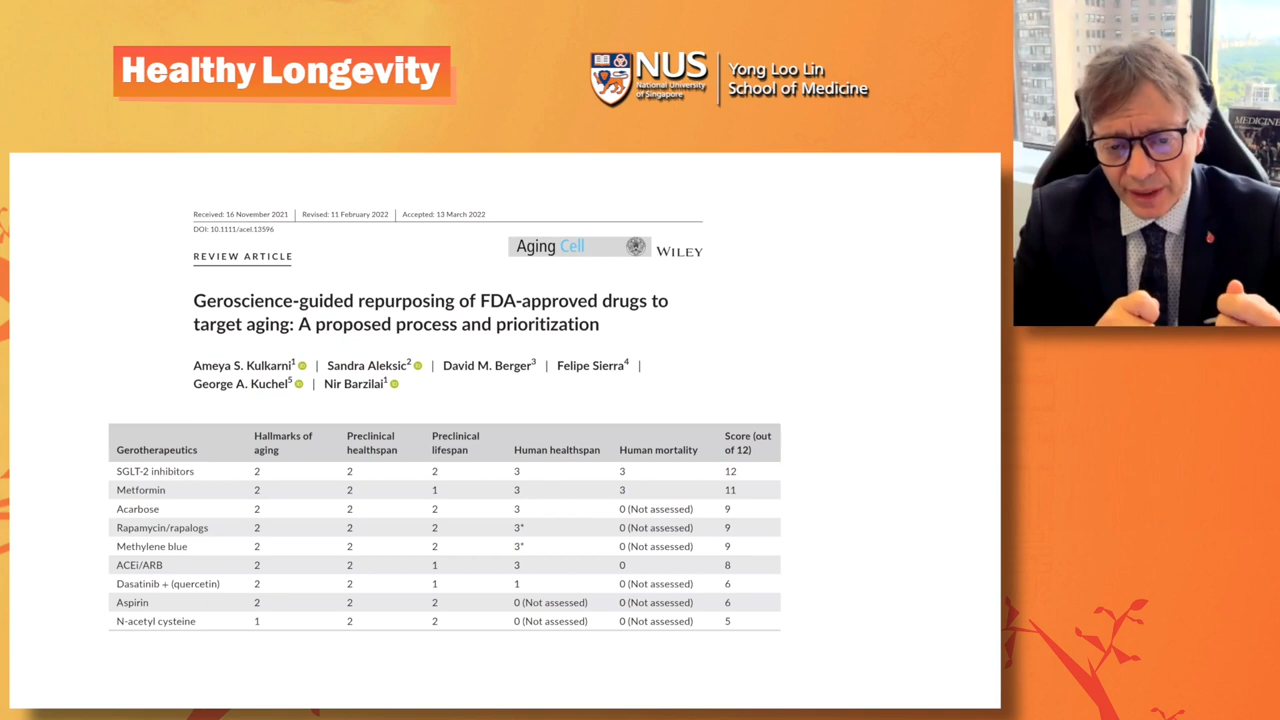 Healthy Longevity
NUS
National University
of Singapore
Yong Loo Lin
School of Medicine
MEDICINE
Received: 16 November 2021 | Revised: 11 February 2022 | Accepted: 13 March 2022
DOI: 10.1111/acel.13596
REVIEW ARTICLE
Aging Cell WILEY
Geroscience-guided repurposing of FDA-approved drugs to
target aging: A proposed process and prioritization
Ameya S. Kulkarni1 | Sandra Aleksic2 | David M. Berger3 | Felipe Sierra4 |
George A. Kuchel5 | Nir Barzilai1
Gerotherapeutics Hallmarks of aging Preclinical healthspan Preclinical lifespan Human healthspan Human mortality Score (out of 12)
SGLT-2 inhibitors 2 2 2 3 3 12
Metformin 2 2 1 3 3 11
Acarbose 2 2 2 3 0 (Not assessed) 9
Rapamycin/rapalogs 2 2 2 3* 0 (Not assessed) 9
Methylene blue 2 2 2 3* 0 (Not assessed) 9
ACEi/ARB 2 2 1 3 0 8
Dasatinib + (quercetin) 2 2 1 1 0 (Not assessed) 6
Aspirin 2 2 2 0 (Not assessed) 0 (Not assessed) 6
N-acetyl cysteine 1 2 2 0 (Not assessed) 0 (Not assessed) 5